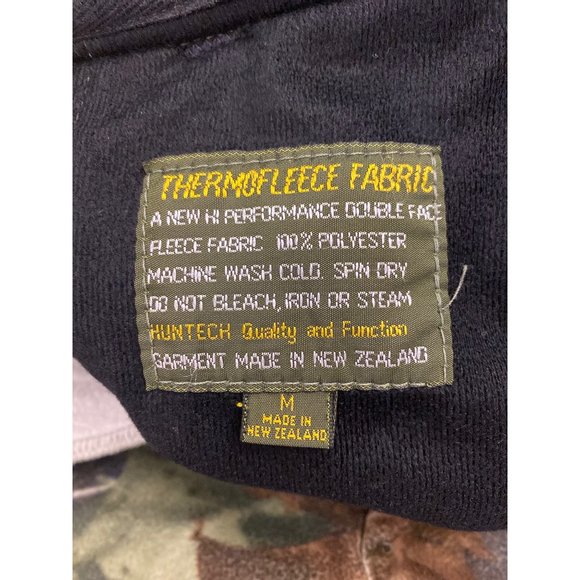 THERMOFLEECE FABRIC
A NEW HI PERFORMANCE DOUBLE FACE
FLEECE FABRIC 100% POLYESTER
MACHINE WASH COLD. SPIN DRY
DO NOT BLEACH, IRON OR STEAM
HUNTECH Quality and Function
GARMENT MADE IN NEW ZEALAND
M
MADE IN
NEW ZEALAND